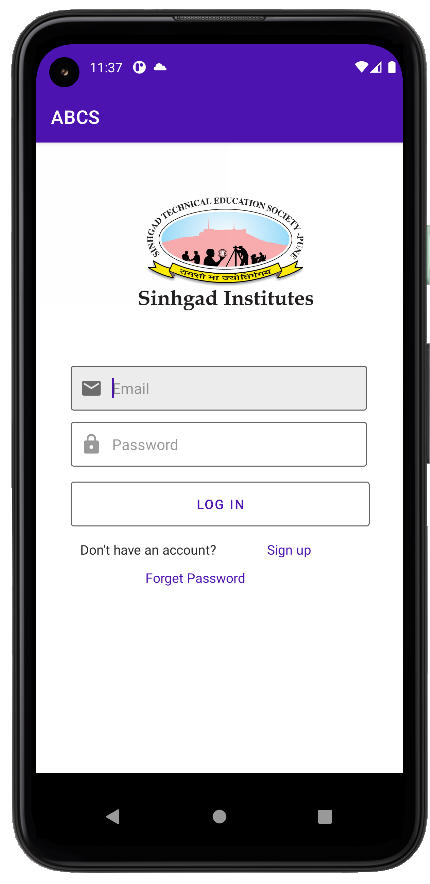 11:37
ABCS
SINHGAD TECHNICAL EDUCATION SOCIETY - PUNE
तमसो मा ज्योतिर्गमय
Sinhgad Institutes
Email
Password
LOG IN
Don't have an account? Sign up
Forget Password